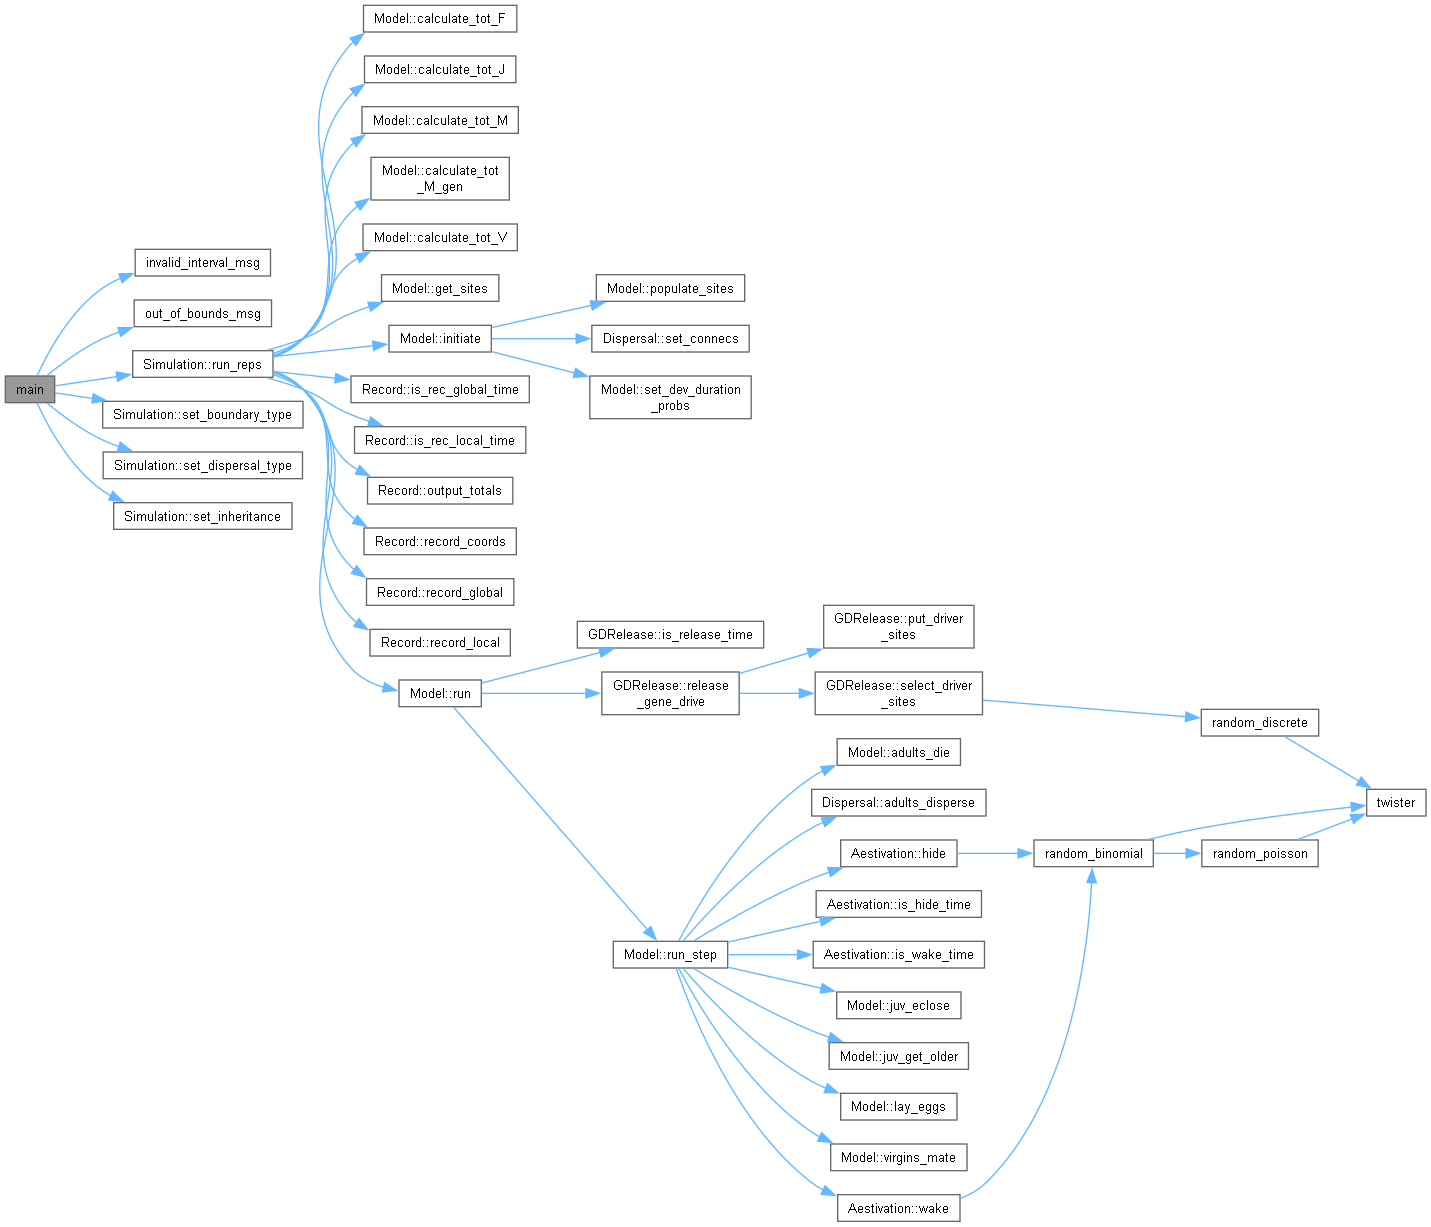 main
invalid_interval_msg
out_of_bounds_msg
Simulation::run_reps
Simulation::set_boundary_type
Simulation::set_dispersal_type
Simulation::set_inheritance
Model::calculate_tot_F
Model::calculate_tot_J
Model::calculate_tot_M
Model::calculate_tot
_M_gen
Model::calculate_tot_V
Model::get_sites
Model::initiate
Record::is_rec_global_time
Record::is_rec_local_time
Record::output_totals
Record::record_coords
Record::record_global
Record::record_local
Model::run
Model::populate_sites
Dispersal::set_connecs
Model::set_dev_duration
_probs
GDRelease::is_release_time
GDRelease::release
_gene_drive
Model::run_step
GDRelease::put_driver
_sites
GDRelease::select_driver
_sites
Model::adults_die
Dispersal::adults_disperse
Aestivation::hide
Aestivation::is_hide_time
Aestivation::is_wake_time
Model::juv_eclose
Model::juv_get_older
Model::lay_eggs
Model::virgins_mate
Aestivation::wake
random_binomial
random_discrete
random_poisson
twister